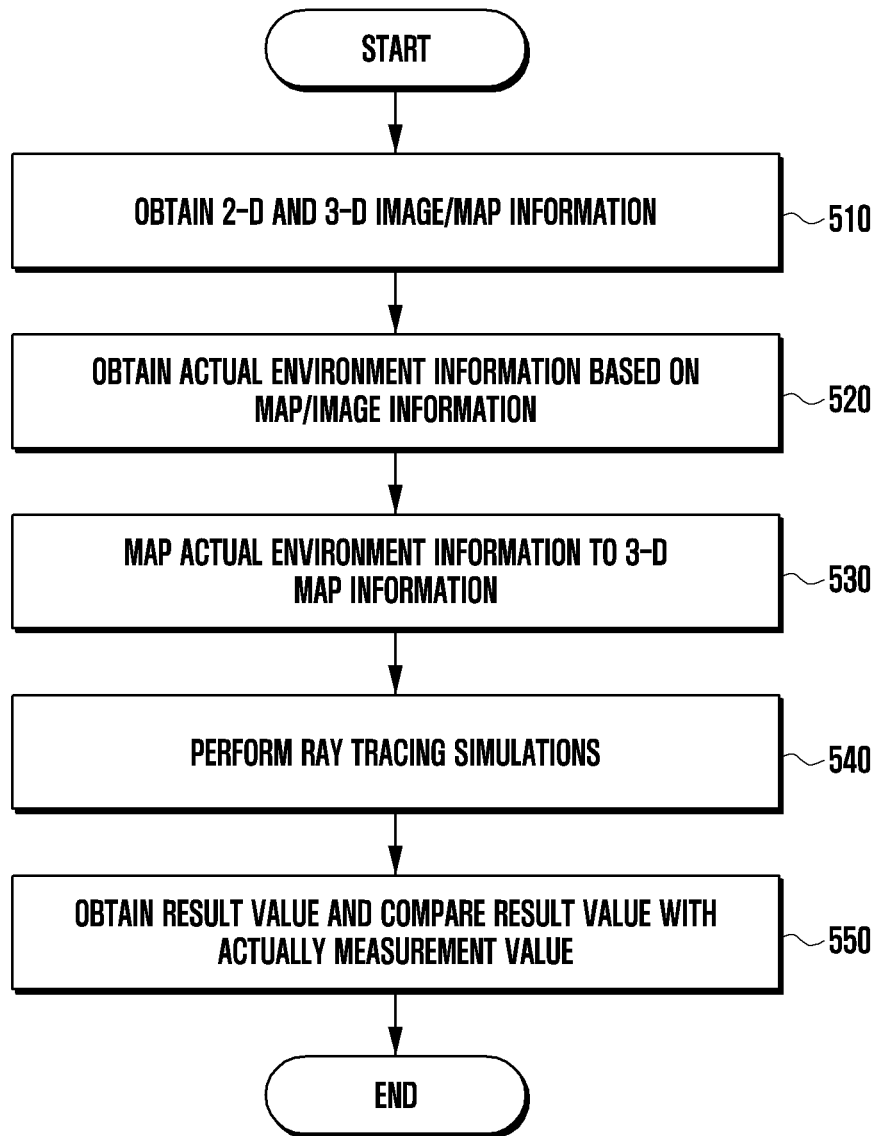 START
OBTAIN 2-D AND 3-D IMAGE/MAP INFORMATION
510
OBTAIN ACTUAL ENVIRONMENT INFORMATION BASED ON
MAP/IMAGE INFORMATION
520
MAP ACTUAL ENVIRONMENT INFORMATION TO 3-D
MAP INFORMATION
530
PERFORM RAY TRACING SIMULATIONS
540
OBTAIN RESULT VALUE AND COMPARE RESULT VALUE WITH
ACTUALLY MEASUREMENT VALUE
550
END